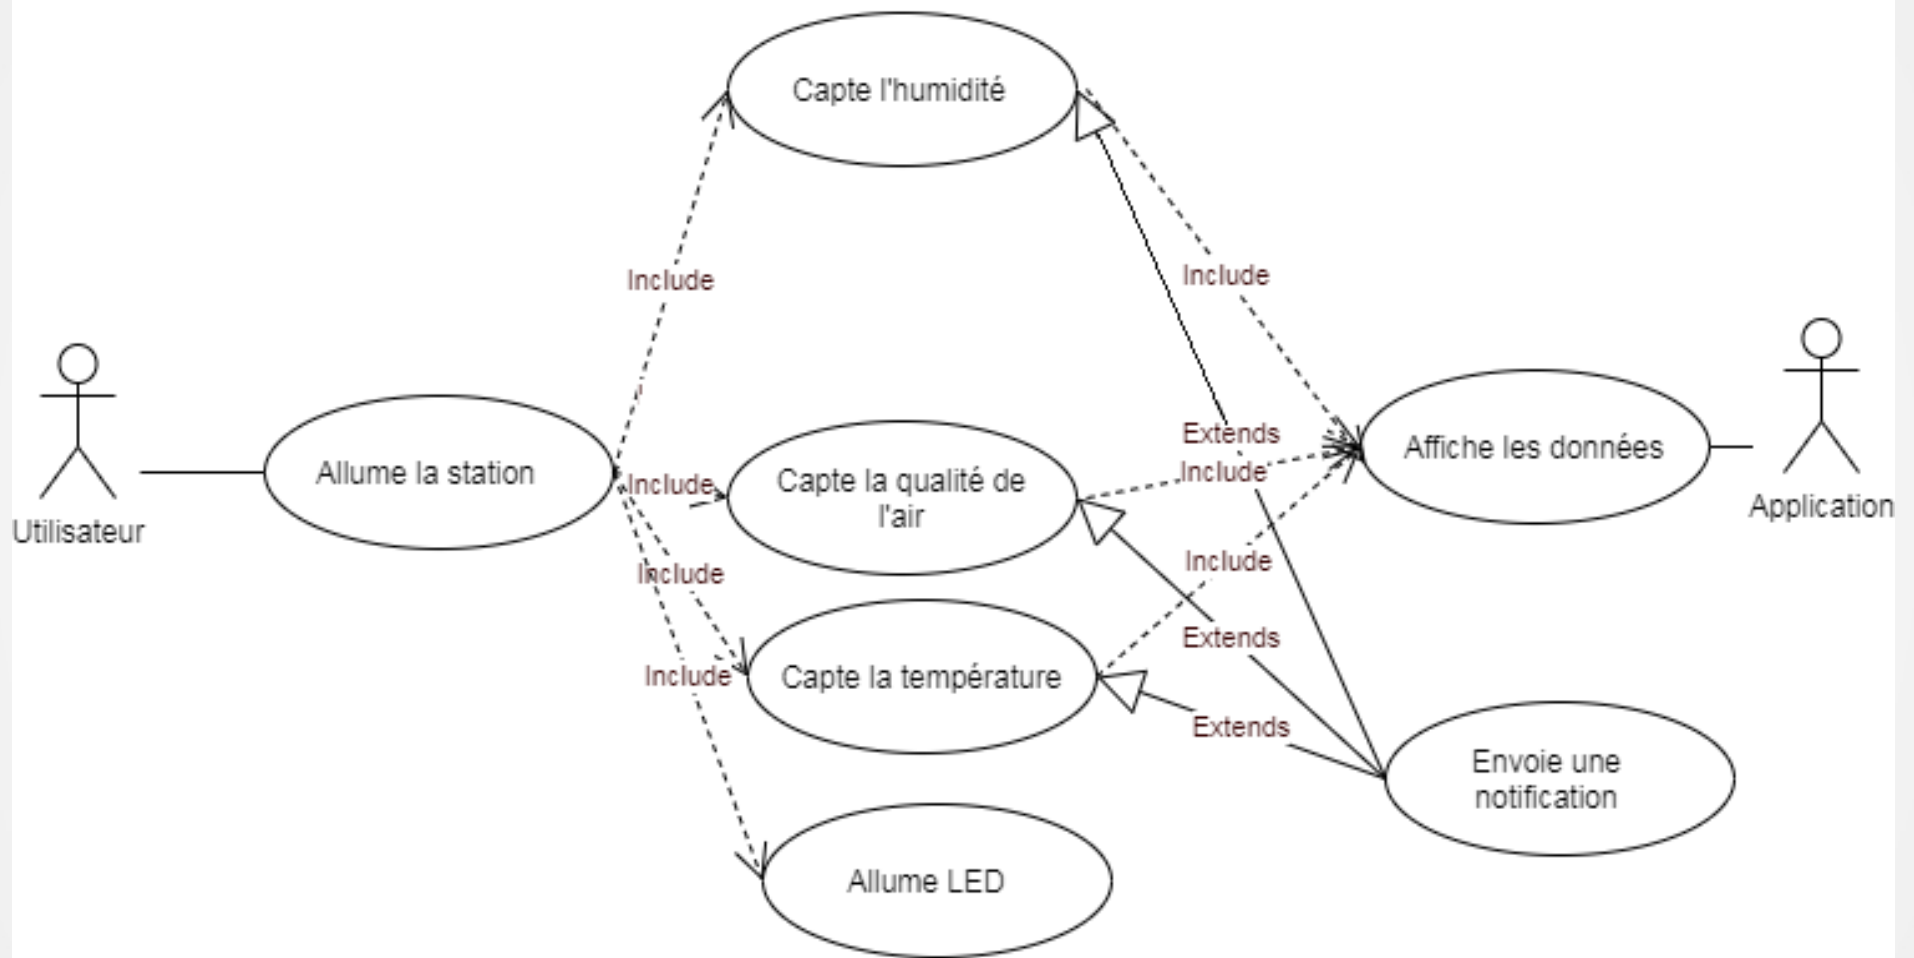 Capte l'humidité
Include
Include
Utilisateur
Allume la station
Include
Capte la qualité de
l'air
Extends
Include
Affiche les données
Application
Include
Include
Extends
Include
Capte la température
Extends
Envoie une
notification
Allume LED